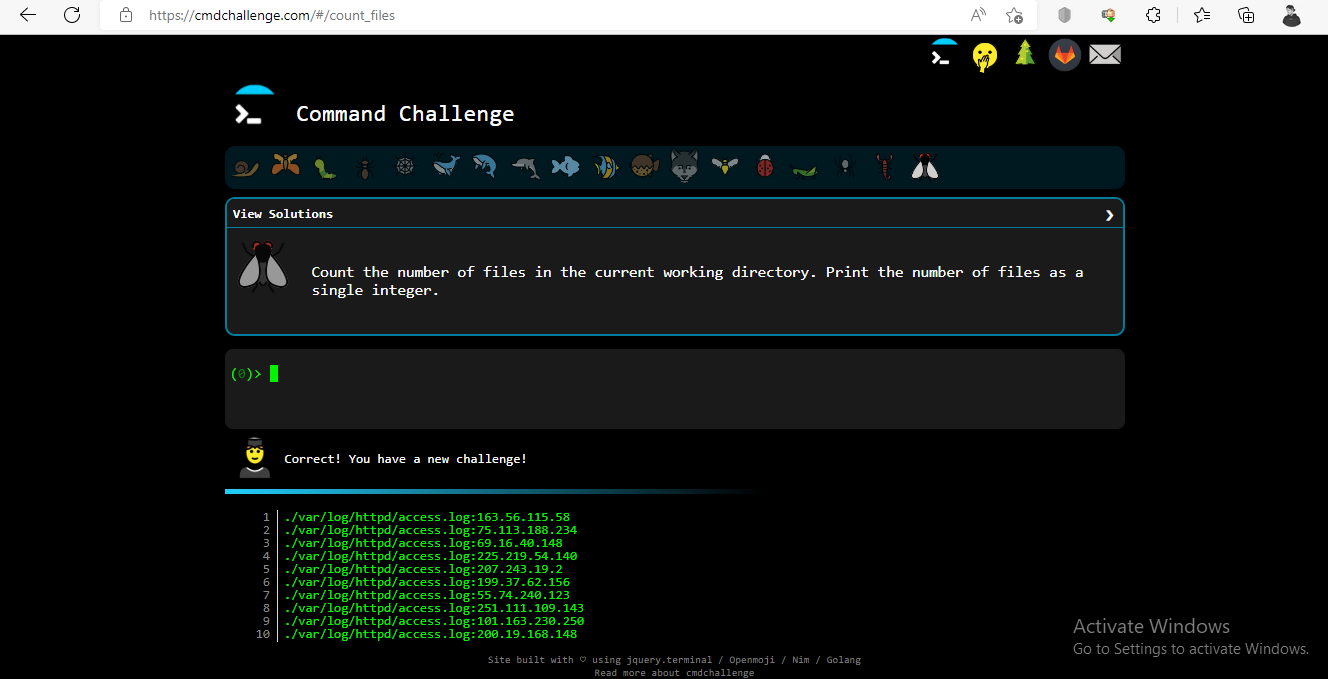 https://cmdchallenge.com/#/count_files
Command Challenge
View Solutions
Count the number of files in the current working directory. Print the number of files as a
single integer.
(0)>
Correct! You have a new challenge!
1 ./var/log/httpd/access.log:163.56.115.58
2 ./var/log/httpd/access.log:75.113.188.234
3 ./var/log/httpd/access.log:69.16.40.148
4 ./var/log/httpd/access.log:225.219.54.140
5 ./var/log/httpd/access.log:207.243.19.2
6 ./var/log/httpd/access.log:199.37.62.156
7 ./var/log/httpd/access.log:55.74.240.123
8 ./var/log/httpd/access.log:251.111.109.143
9 ./var/log/httpd/access.log:101.163.230.250
10 ./var/log/httpd/access.log:200.19.168.148
Activate Windows
Go to Settings to activate Windows.
Site built with ♡ using jquery.terminal / Openmoji / Nim / Golang
Read more about cmdchallenge